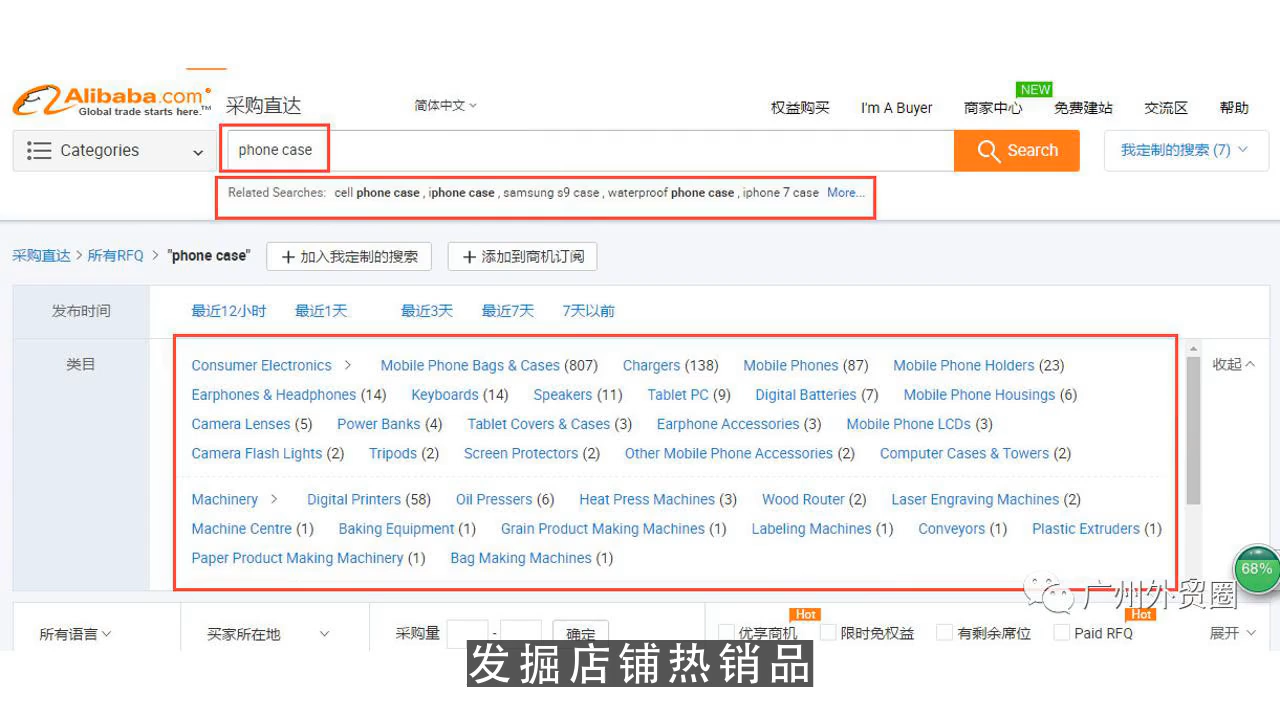 Alibaba.com 采购直达 简体中文 权益购买 I'm A Buyer 商家中心 NEW 免费建站 交流区 帮助
Global trade starts here.™
Categories phone case Search 我定制的搜索 (7)
Related Searches: cell phone case , iphone case , samsung s9 case , waterproof phone case , iphone 7 case More...
采购直达 > 所有RFQ > "phone case" + 加入我定制的搜索 + 添加到商机订阅
发布时间 最近12小时 最近1天 最近3天 最近7天 7天以前
类目 Consumer Electronics > Mobile Phone Bags & Cases (807) Chargers (138) Mobile Phones (87) Mobile Phone Holders (23) 收起
Earphones & Headphones (14) Keyboards (14) Speakers (11) Tablet PC (9) Digital Batteries (7) Mobile Phone Housings (6)
Camera Lenses (5) Power Banks (4) Tablet Covers & Cases (3) Earphone Accessories (3) Mobile Phone LCDs (3)
Camera Flash Lights (2) Tripods (2) Screen Protectors (2) Other Mobile Phone Accessories (2) Computer Cases & Towers (2)
Machinery > Digital Printers (58) Oil Pressers (6) Heat Press Machines (3) Wood Router (2) Laser Engraving Machines (2)
Machine Centre (1) Baking Equipment (1) Grain Product Making Machines (1) Labeling Machines (1) Conveyors (1) Plastic Extruders (1)
Paper Product Making Machinery (1) Bag Making Machines (1)
68%
广州外贸圈
Hot Hot
所有语言 买家所在地 采购量 - 确定 优享商机 限时免权益 有剩余席位 Paid RFQ 展开
发掘店铺热销品